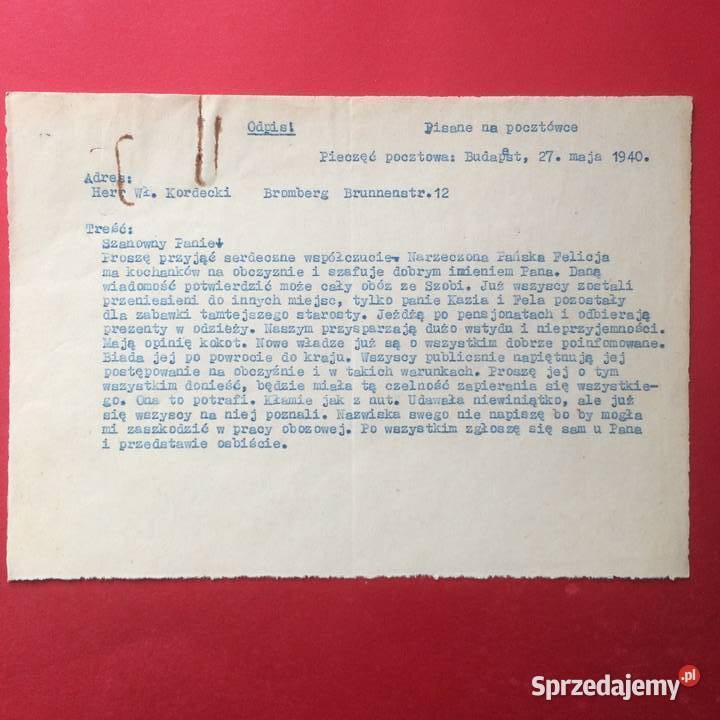 Odpis! Pisane na pocztówce
Pieczęć pocztowa: Budapest, 27. maja 1940.
Adres:
Herr Wł. Kordecki Bromberg Brunnenstr.12
Treść:
Szanowny Panie!
Proszę przyjąć serdeczne współczucie. Narzeczona Pańska Felicja
ma kochanków na obczyznie i szafuje dobrym imieniem Pana. Daną
wiadomość potwierdzić może cały obóz ze Szobi. Już wszyscy zostali
przeniesieni do innych miejsc, tylko panie Kazia i Fela pozostały
dla zabawki tamtejszego starosty. Jeżdżą po pensjonatach i odbierają
prezenty w odzieży. Naszym przysparzają dużo wstydu i nieprzyjemności.
Mają opinię kokot. Nowe władze już są o wszystkim dobrze poinfomowane.
Biada jej po powrocie do kraju. Wszyscy publicznie napiętnują jej
postępowanie na obczyźnie i w takich warunkach. Proszę jej o tym
wszystkim donieść, będzie miała tą czelność zapierania się wszystkie-
go. Ona to potrafi. Kłamie jak z nut. Udawała niewiniątko, ale już
się wszyscy na niej poznali. Nazwiska swego nie napiszę bo by mogła
mi zaszkodzić w pracy obozowej. Po wszystkim zgłoszę się sam u Pana
i przedstawie osbiście.
Sprzedajemy.pl